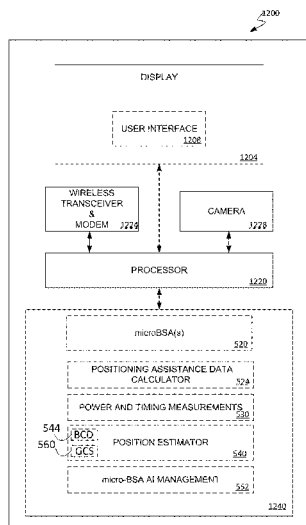 1200
DISPLAY
USER INTERFACE
1208
1204
WIRELESS
TRANSCEIVER
&
MODEM
1224
CAMERA
1228
PROCESSOR
1220
microBSA(s)
520
POSITIONING ASSISTANCE DATA
CALCULATOR
524
POWER AND TIMING MEASUREMENTS
530
544
BCD
560
GCS
POSITION ESTIMATOR
540
micro-BSA AI MANAGEMENT
552
1240